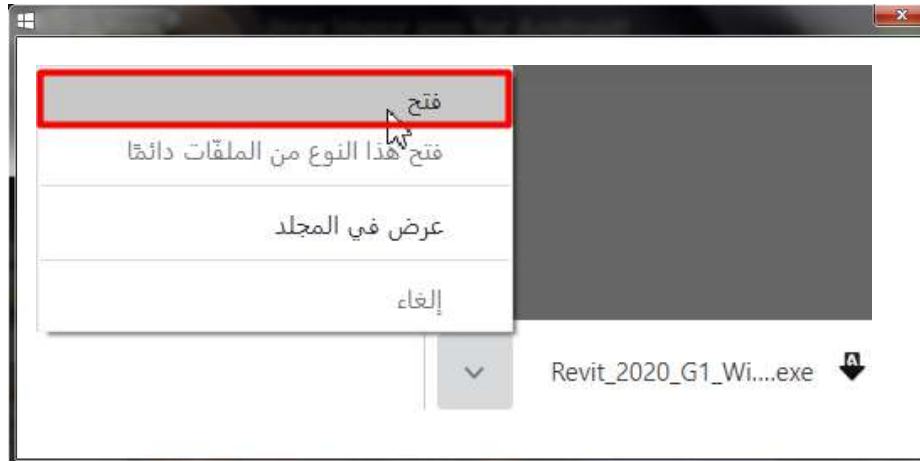 فتح
فتح هذا النوع من الملفّات دائمًا
عرض في المجلد
إلغاء
Revit_2020_G1_Wi....exe